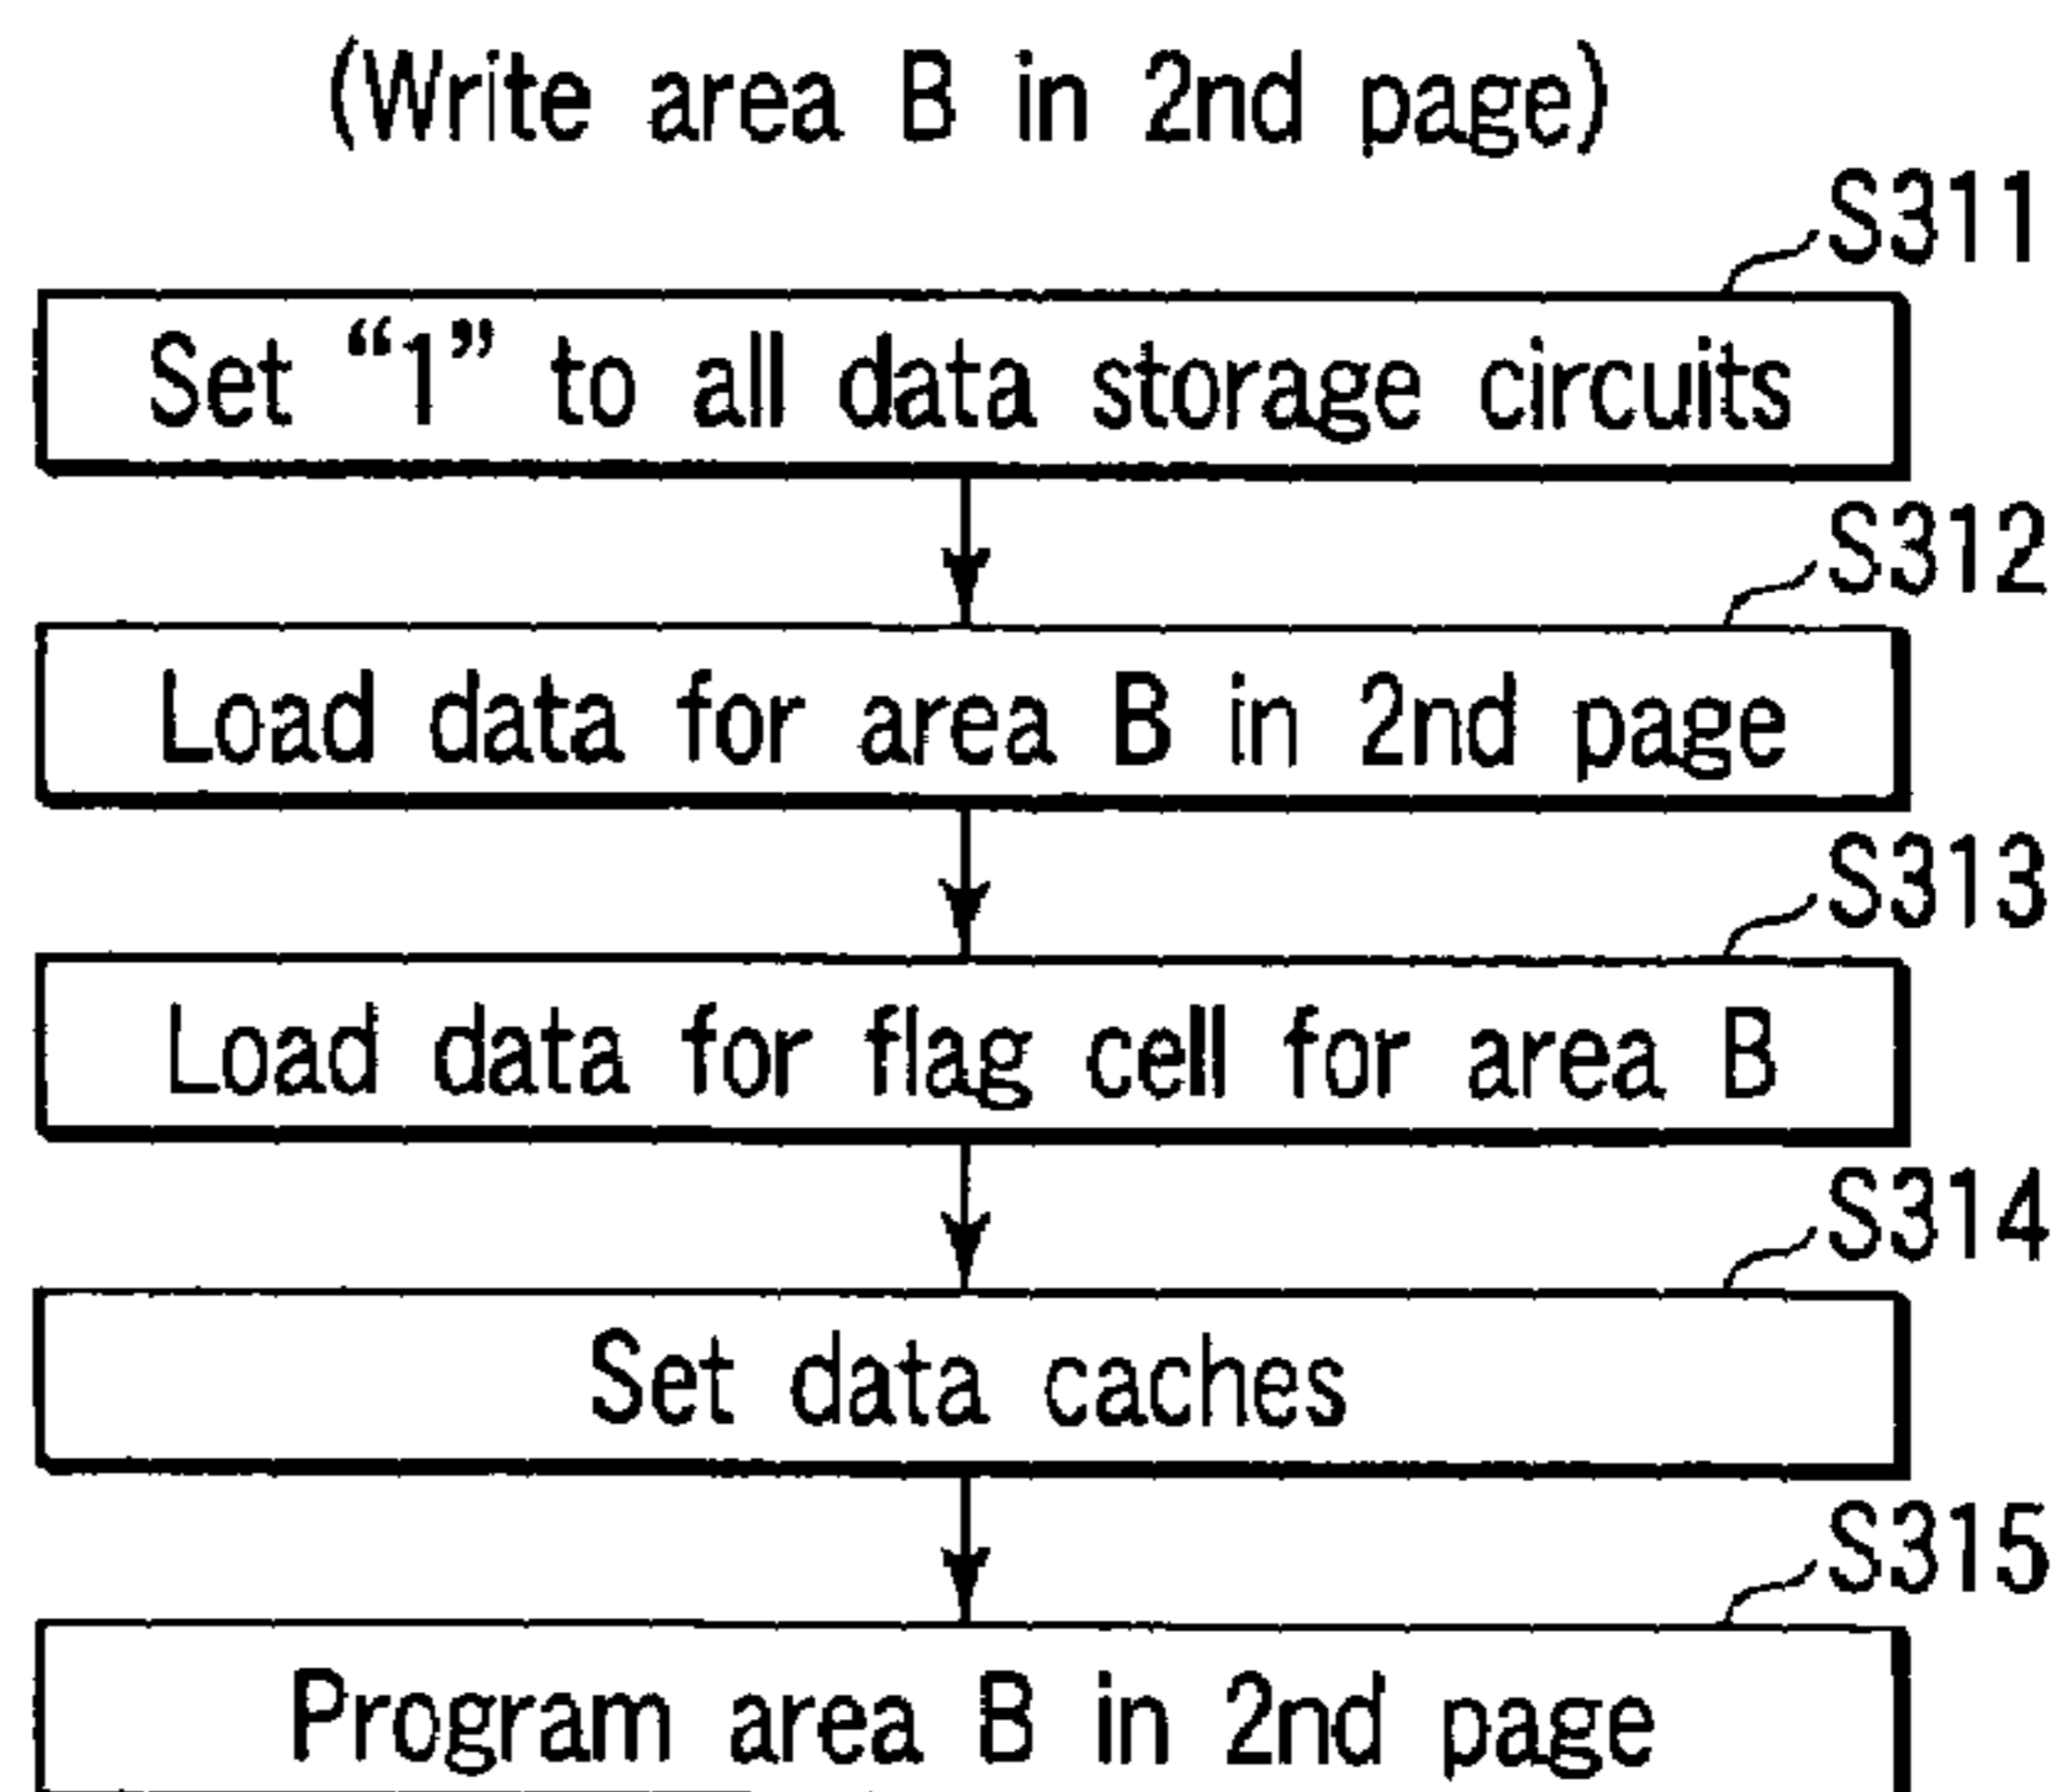 (Write area B in 2nd page)
S311
Set “1” to all data storage circuits
S312
Load data for area B in 2nd page
S313
Load data for flag cell for area B
S314
Set data caches
S315
Program area B in 2nd page